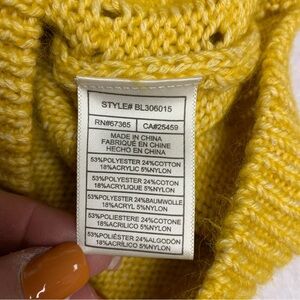 STYLE# BL306015
RN#67365 CA#25459
MADE IN CHINA
FABRIQUÉ EN CHINE
HECHO EN CHINA
53%POLYESTER 24%COTTON
18%ACRYLIC 5%NYLON
53%POLYESTER 24%COTON
18%ACRYLIQUE 5%NYLON
53%POLYESTER 24%BAUMWOLLE
18%ACRYL 5%NYLON
53%POLIESTERE 24%COTONE
18%ACRILICO 5%NYLON
53%POLIÉSTER 24%ALGODÓN
18%ACRÍLICO 5%NYLON